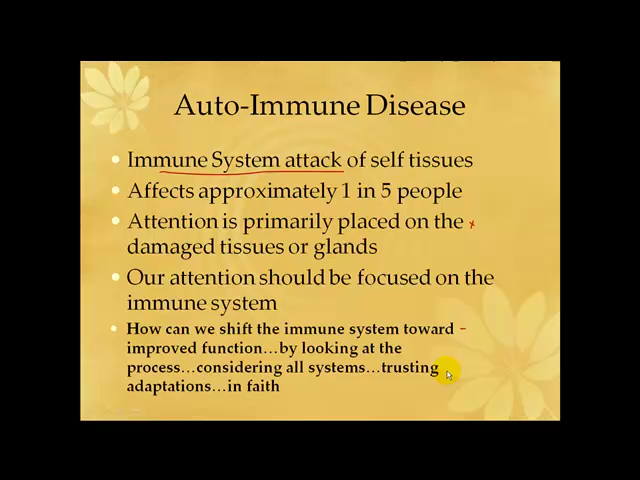 Auto-Immune Disease
• Immune System attack of self tissues
• Affects approximately 1 in 5 people
• Attention is primarily placed on the
damaged tissues or glands
• Our attention should be focused on the
immune system
• How can we shift the immune system toward
improved function…by looking at the
process…considering all systems…trusting
adaptations…in faith